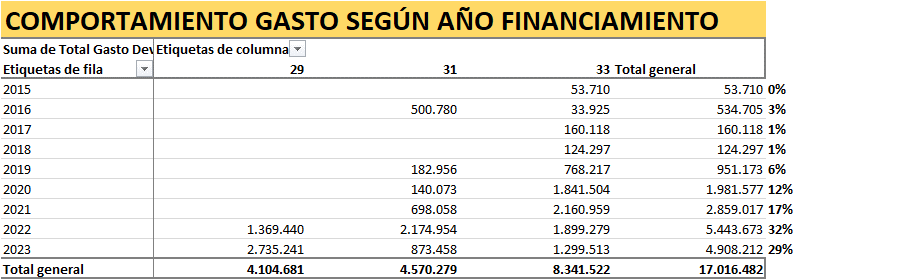 COMPORTAMIENTO GASTO SEGÚN AÑO FINANCIAMIENTO
Suma de Total Gasto Dev Etiquetas de columna
Etiquetas de fila 29 31 33 Total general
2015 53.710 53.710 0%
2016 500.780 33.925 534.705 3%
2017 160.118 160.118 1%
2018 124.297 124.297 1%
2019 182.956 768.217 951.173 6%
2020 140.073 1.841.504 1.981.577 12%
2021 698.058 2.160.959 2.859.017 17%
2022 1.369.440 2.174.954 1.899.279 5.443.673 32%
2023 2.735.241 873.458 1.299.513 4.908.212 29%
Total general 4.104.681 4.570.279 8.341.522 17.016.482